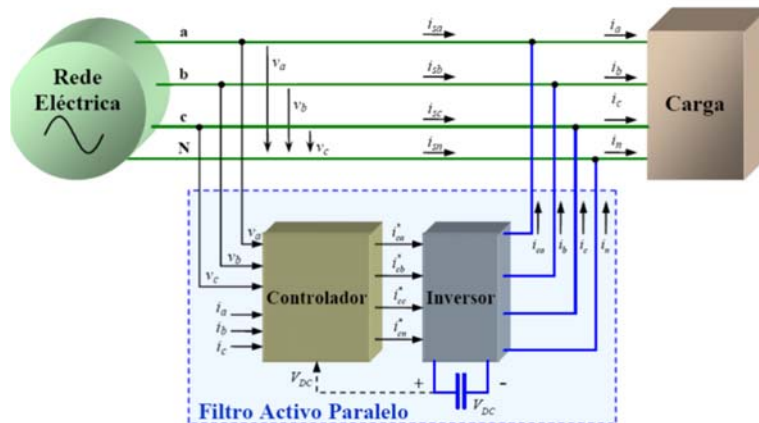 a
i_sa
i_a
v_a
Rede
Eléctrica
b
i_sb
i_b
v_b
Carga
c
i_sc
i_c
v_c
N
i_sn
i_n
v_a
v_b
v_c
i_ca
i_b
i_c
i_n
Controlador
i*_ca
i*_cb
i*_cc
i*_cn
Inversor
i_a
i_b
i_c
V_DC
+
-
V_DC
Filtro Activo Paralelo